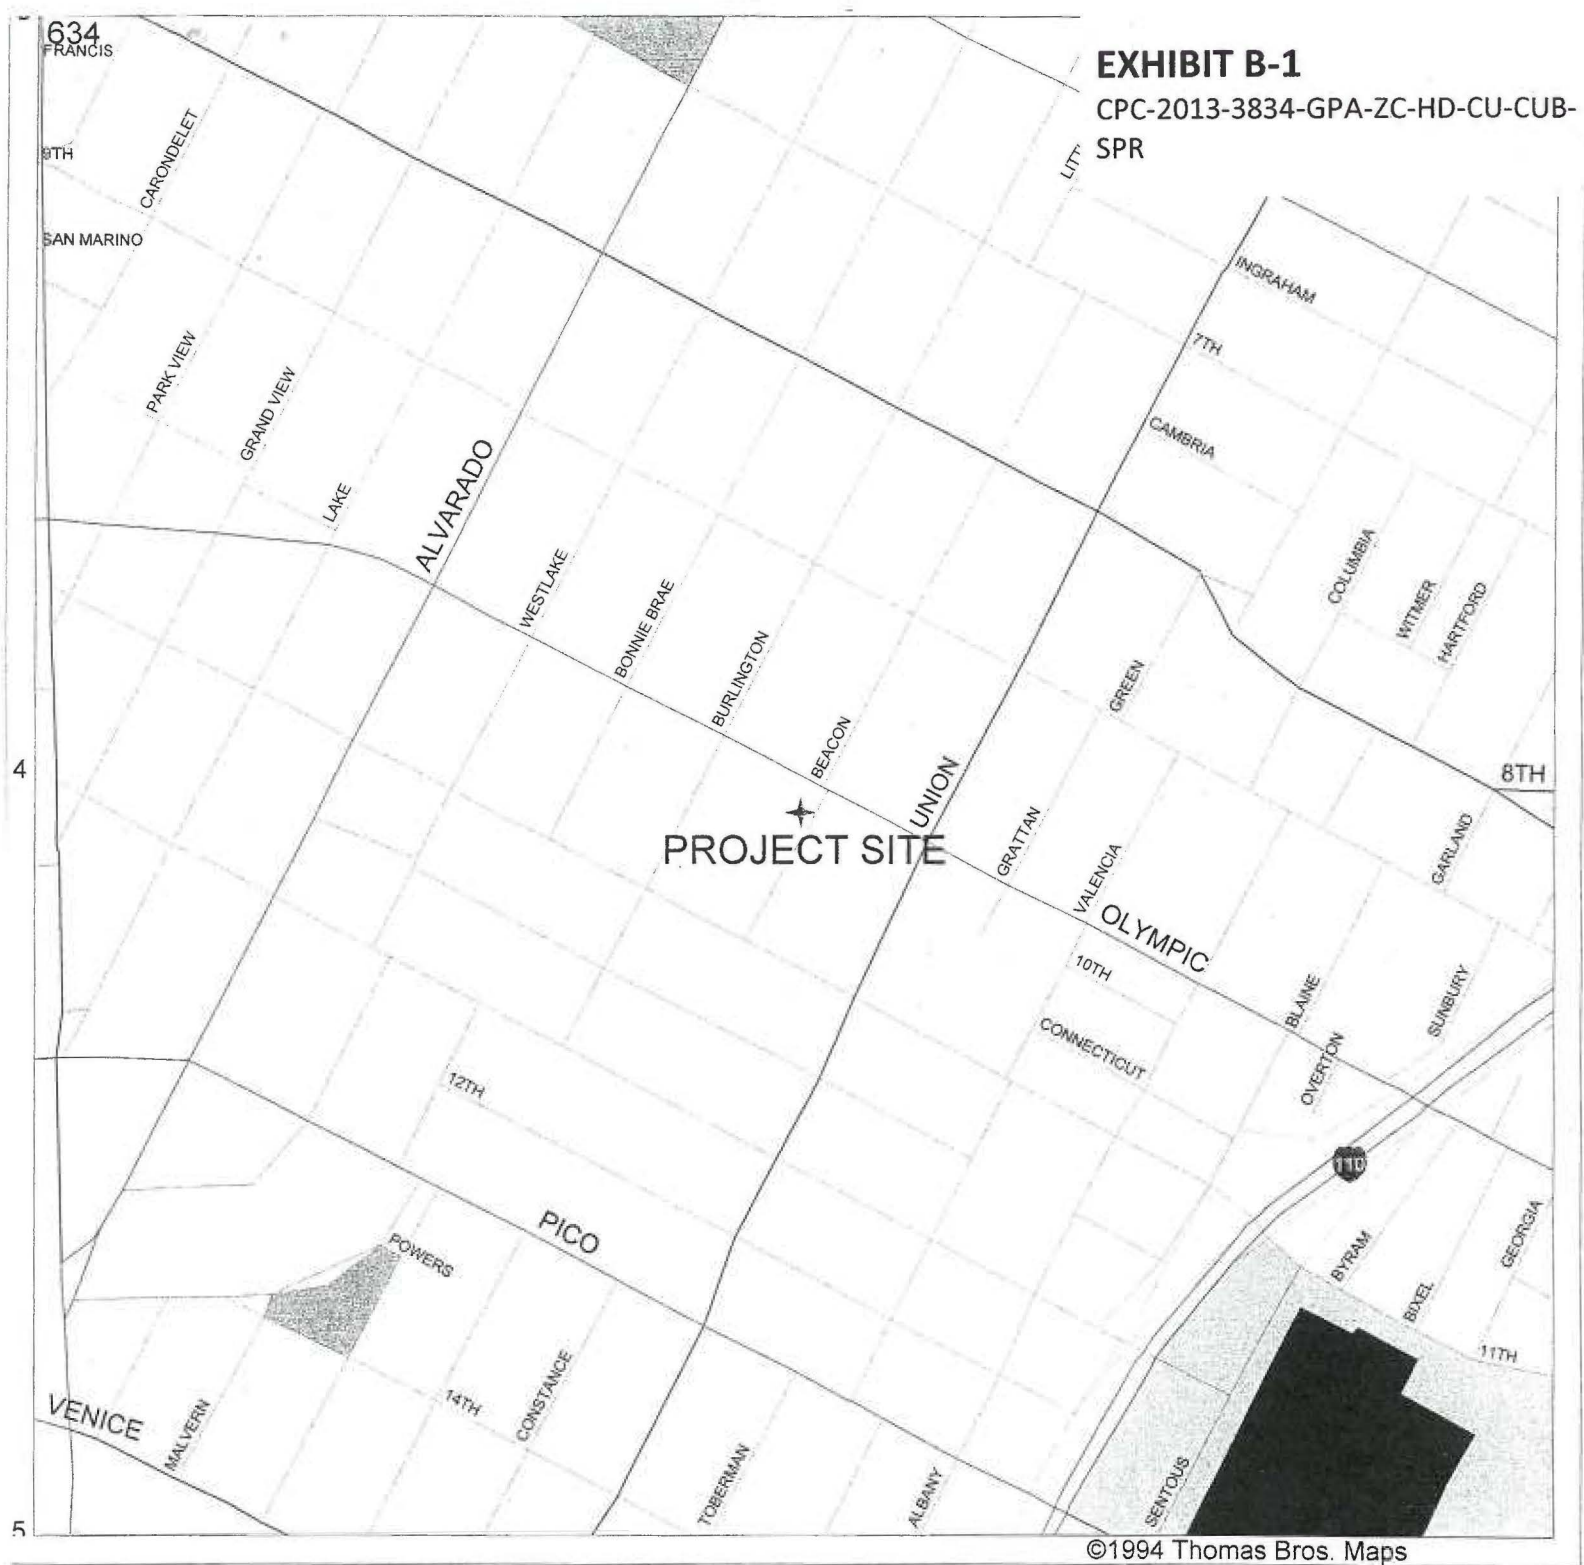 634
FRANCIS
EXHIBIT B-1
CPC-2013-3834-GPA-ZC-HD-CU-CUB-
SPR
CARONDELET
9TH
SAN MARINO
INGRAHAM
7TH
PARK VIEW
GRAND VIEW
CAMBRIA
LAKE
ALVARADO
WESTLAKE
BONNIE BRAE
BURLINGTON
BEACON
COLUMBIA
WITMER
HARTFORD
GREEN
4
8TH
UNION
PROJECT SITE
GRATTAN
VALENCIA
GARLAND
OLYMPIC
10TH
BLAINE
SUNBURY
CONNECTICUT
OVERTON
12TH
110
PICO
POWERS
BYRAM
GEORGIA
BIXEL
11TH
CONSTANCE
14TH
VENICE
MALVERN
TOBERMAN
ALBANY
SENTOUS
5
©1994 Thomas Bros. Maps